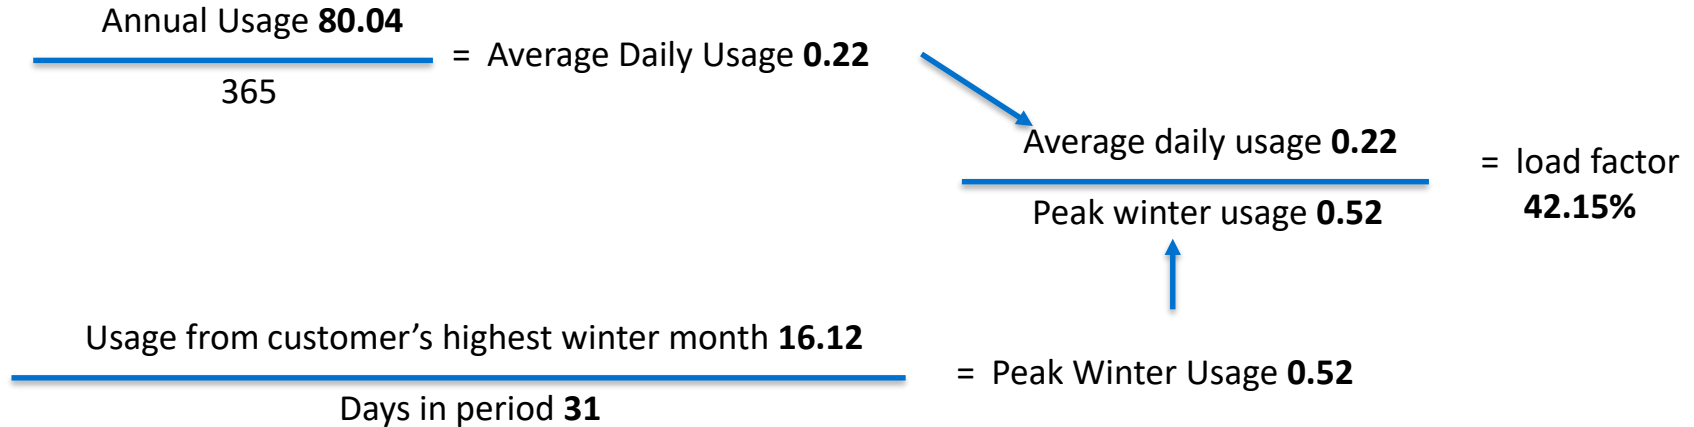 Annual Usage 80.04
365
= Average Daily Usage 0.22
Average daily usage 0.22
Peak winter usage 0.52
= load factor
42.15%
Usage from customer’s highest winter month 16.12
Days in period 31
= Peak Winter Usage 0.52